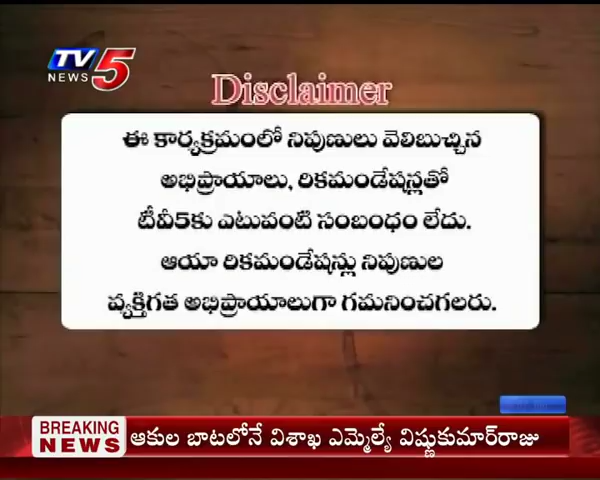 TV5
NEWS
Disclaimer
ఈ కార్యక్రమంలో నిపుణులు వెలిబుచ్చిన
అభిప్రాయాలు, రికమండేషన్లతో
టీవీ5కు ఎటువంటి సంబంధం లేదు.
ఆయా రికమండేషన్లు నిపుణుల
వ్యక్తిగత అభిప్రాయాలుగా గమనించగలరు.
BREAKING
NEWS
ఆకుల బాటలోనే విశాఖ ఎమ్మెల్యే విష్ణుకుమార్‌రాజు